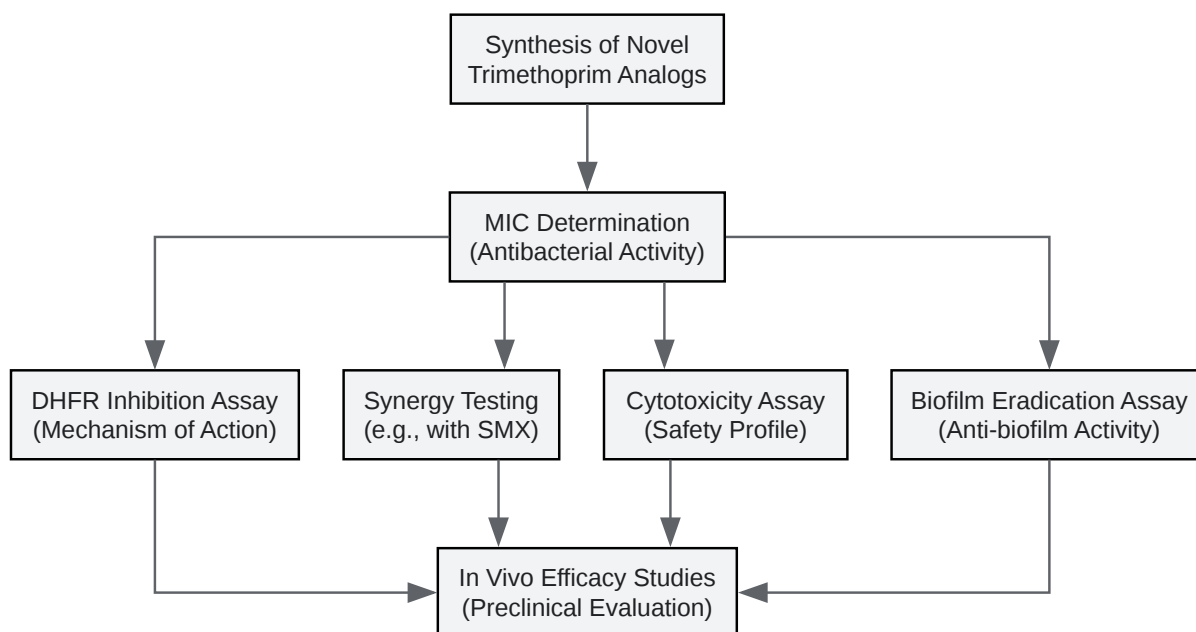 Synthesis of Novel
Trimethoprim Analogs
MIC Determination
(Antibacterial Activity)
DHFR Inhibition Assay
(Mechanism of Action)
Synergy Testing
(e.g., with SMX)
Cytotoxicity Assay
(Safety Profile)
Biofilm Eradication Assay
(Anti-biofilm Activity)
In Vivo Efficacy Studies
(Preclinical Evaluation)